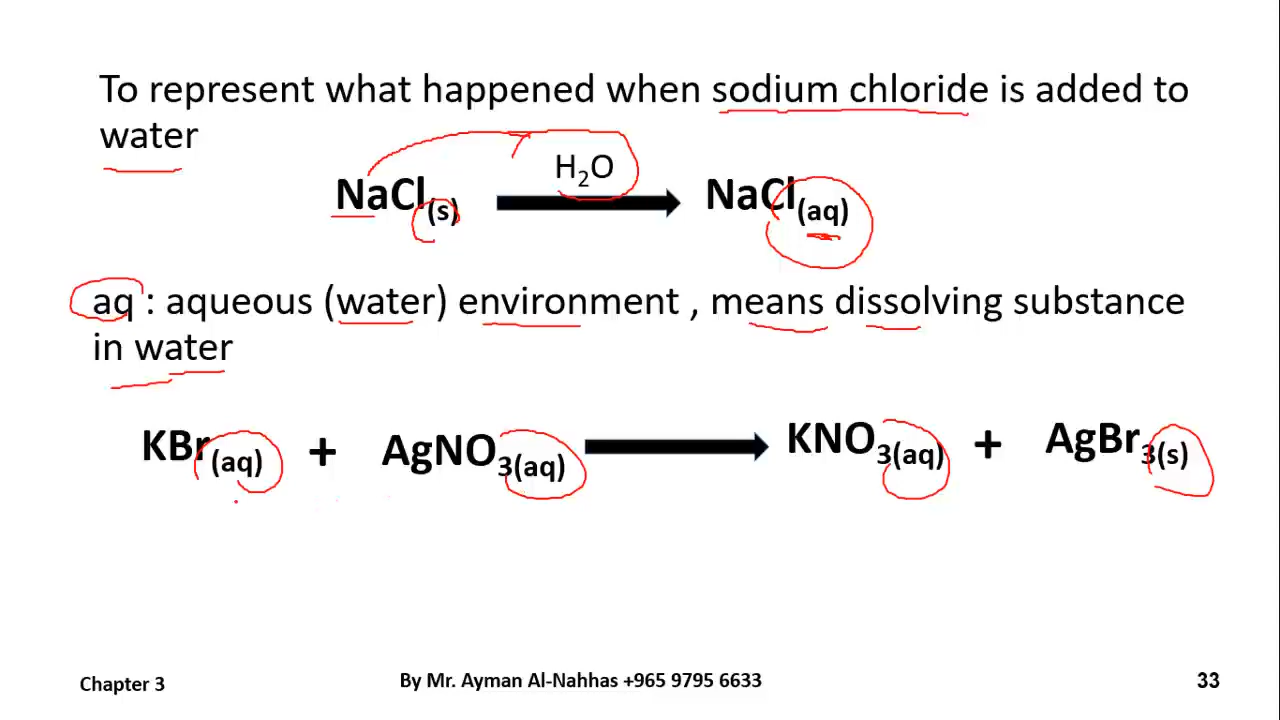 To represent what happened when sodium chloride is added to
water
NaCl(s) H₂O NaCl(aq)
aq : aqueous (water) environment , means dissolving substance
in water
KBr(aq) + AgNO₃(aq) KNO₃(aq) + AgBr₃(s)
Chapter 3 By Mr. Ayman Al-Nahhas +965 9795 6633 33